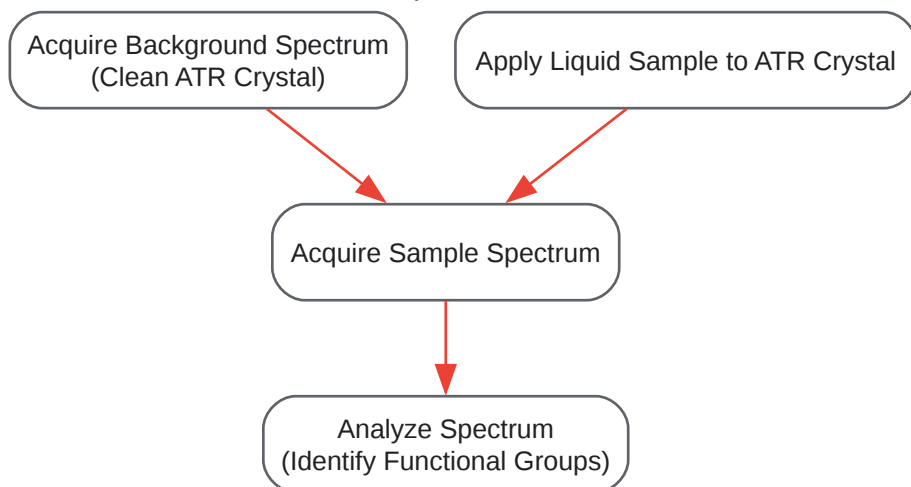 Acquire Background Spectrum
(Clean ATR Crystal)
Apply Liquid Sample to ATR Crystal
Acquire Sample Spectrum
Analyze Spectrum
(Identify Functional Groups)